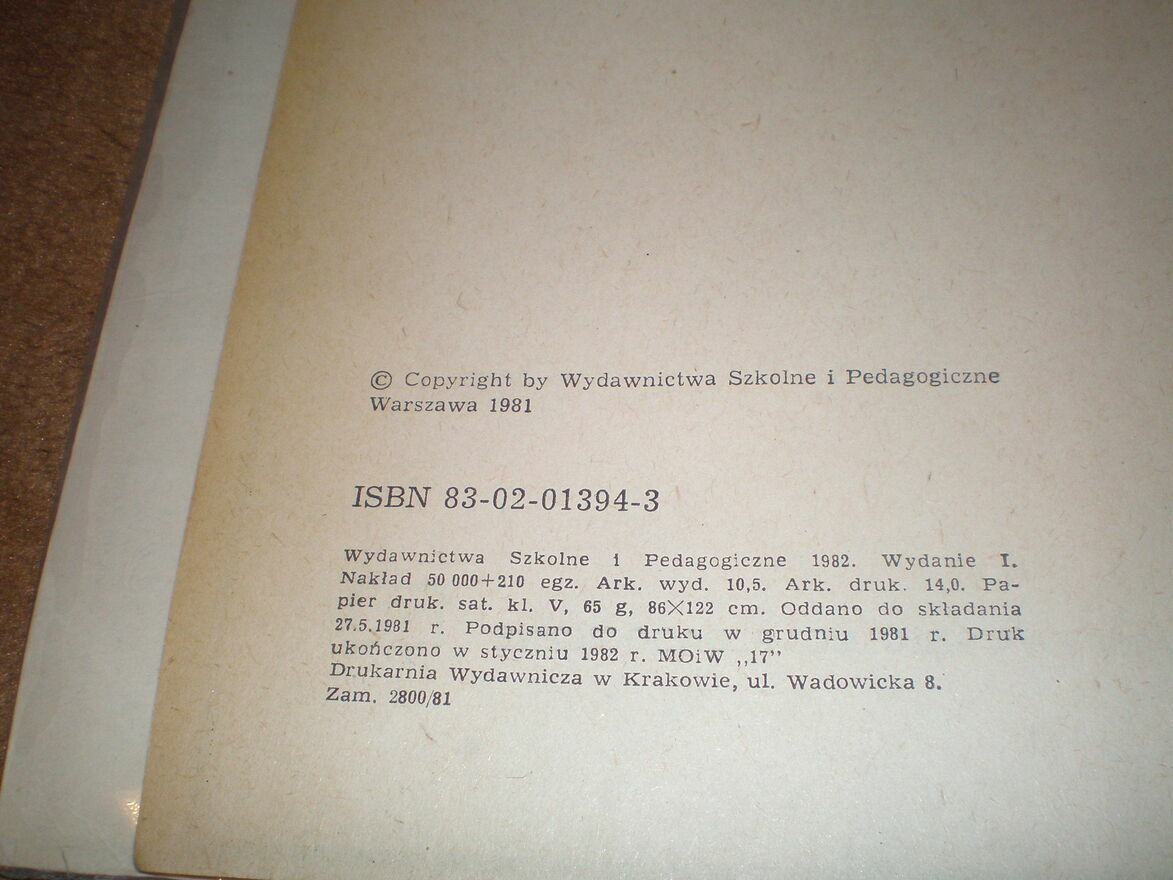 © Copyright by Wydawnictwa Szkolne i Pedagogiczne
Warszawa 1981
ISBN 83-02-01394-3
Wydawnictwa Szkolne i Pedagogiczne 1982. Wydanie I.
Nakład 50 000+210 egz. Ark. wyd. 10,5. Ark. druk. 14,0. Pa-
pier druk. sat. kl. V, 65 g, 86×122 cm. Oddano do składania
27.5.1981 r. Podpisano do druku w grudniu 1981 r. Druk
ukończono w styczniu 1982 r. MOiW „17”
Drukarnia Wydawnicza w Krakowie, ul. Wadowicka 8.
Zam. 2800/81